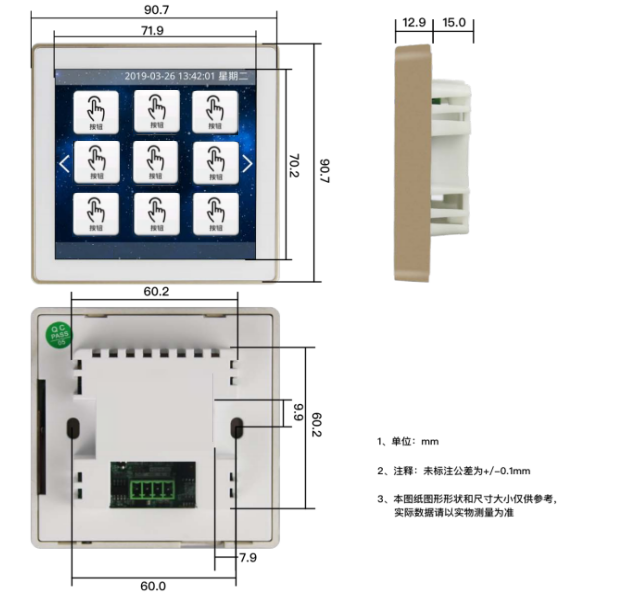 90.7
71.9
2019-03-26 13:42:01 星期二
按钮 按钮 按钮
按钮 按钮 按钮
按钮 按钮 按钮
70.2
90.7
12.9 15.0
60.2
QC
PASS
05
9.9
60.2
7.9
60.0
1、单位：mm
2、注释：未标注公差为+/-0.1mm
3、本图纸图形形状和尺寸大小仅供参考，
实际数据请以实物测量为准